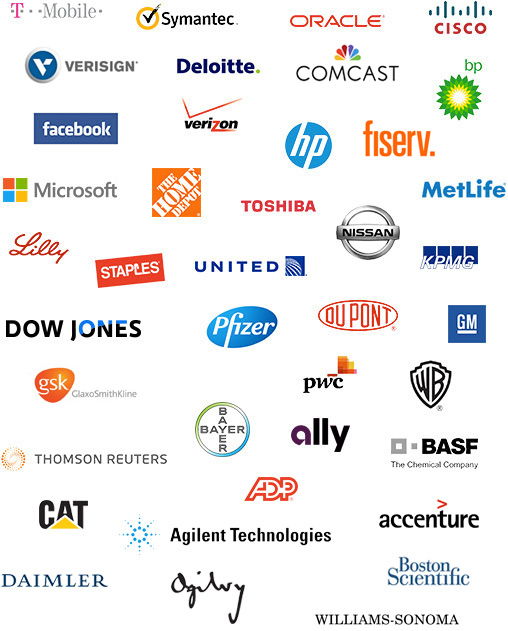 T··Mobile·
Symantec.
ORACLE®
CISCO
VERISIGN™
Deloitte.
COMCAST
bp
facebook
verizon
hp
fiserv.
Microsoft
THE
HOME
DEPOT
TOSHIBA
MetLife®
NISSAN
Lilly
STAPLES
UNITED
KPMG
DOW JONES
Pfizer
DU PONT®
GM
gsk
GlaxoSmithKline
pwc
WB®
BAYER
BAYER
ally
BASF
The Chemical Company
THOMSON REUTERS
ADP®
CAT
Agilent Technologies
accenture
DAIMLER
Ogilvy
Boston
Scientific
WILLIAMS-SONOMA